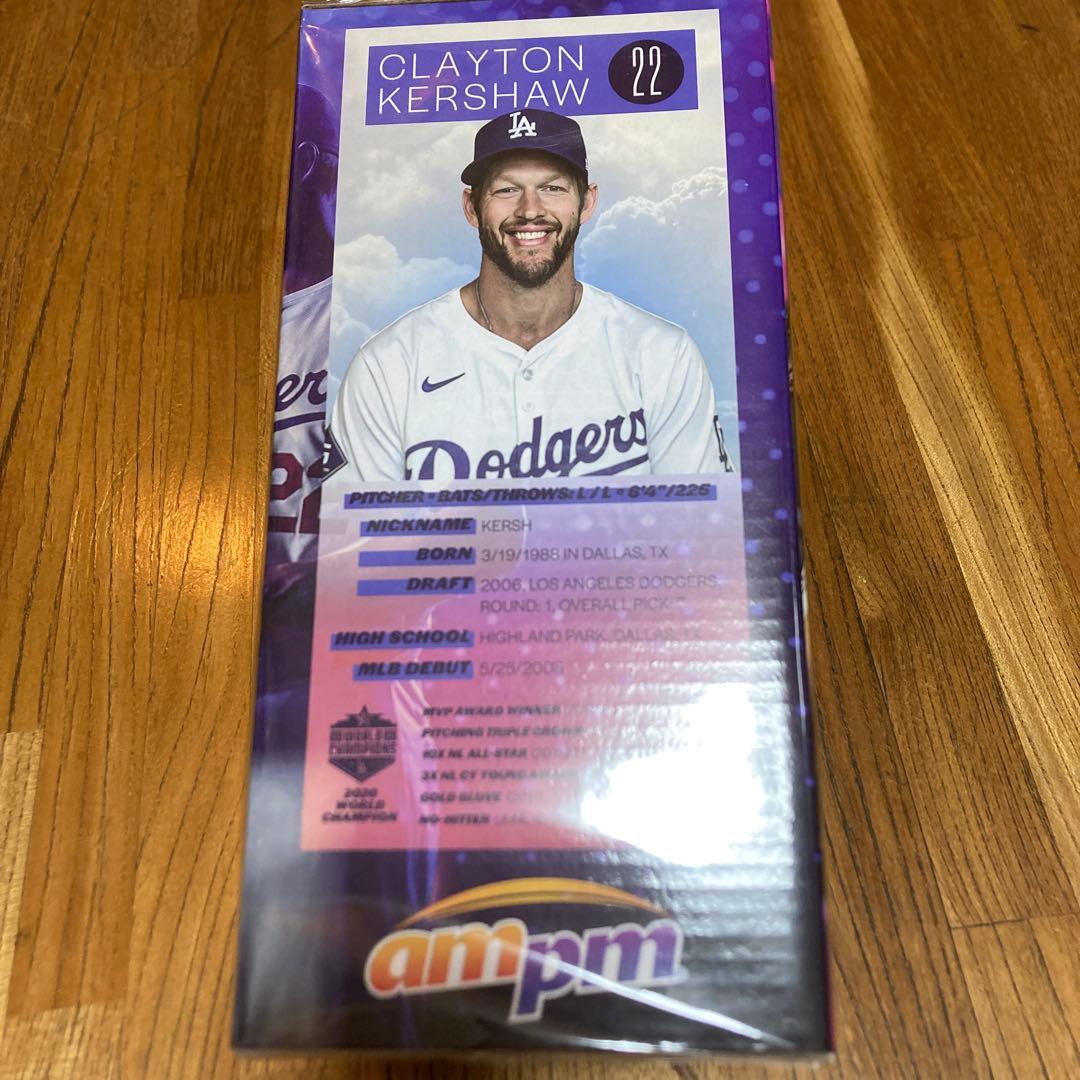 CLAYTON
KERSHAW
22
LA
Dodgers
er
PITCHER • BATS/THROWS: L / L • 6'4"/225
NICKNAME KERSH
BORN 3/19/1988 IN DALLAS, TX
DRAFT 2006, LOS ANGELES DODGERS
ROUND: 1, OVERALL PICK:
HIGH SCHOOL HIGHLAND PARK, DALLAS, TX
MLB DEBUT 5/25/2008
WORLD
CHAMPIONS
2020
WORLD
CHAMPION
MVP AWARD WINNER
PITCHING TRIPLE CROWN
NL ALL-STAR
3X NL CY YOUNG AWARD
GOLD GLOVE
NO-HITTER
ampm